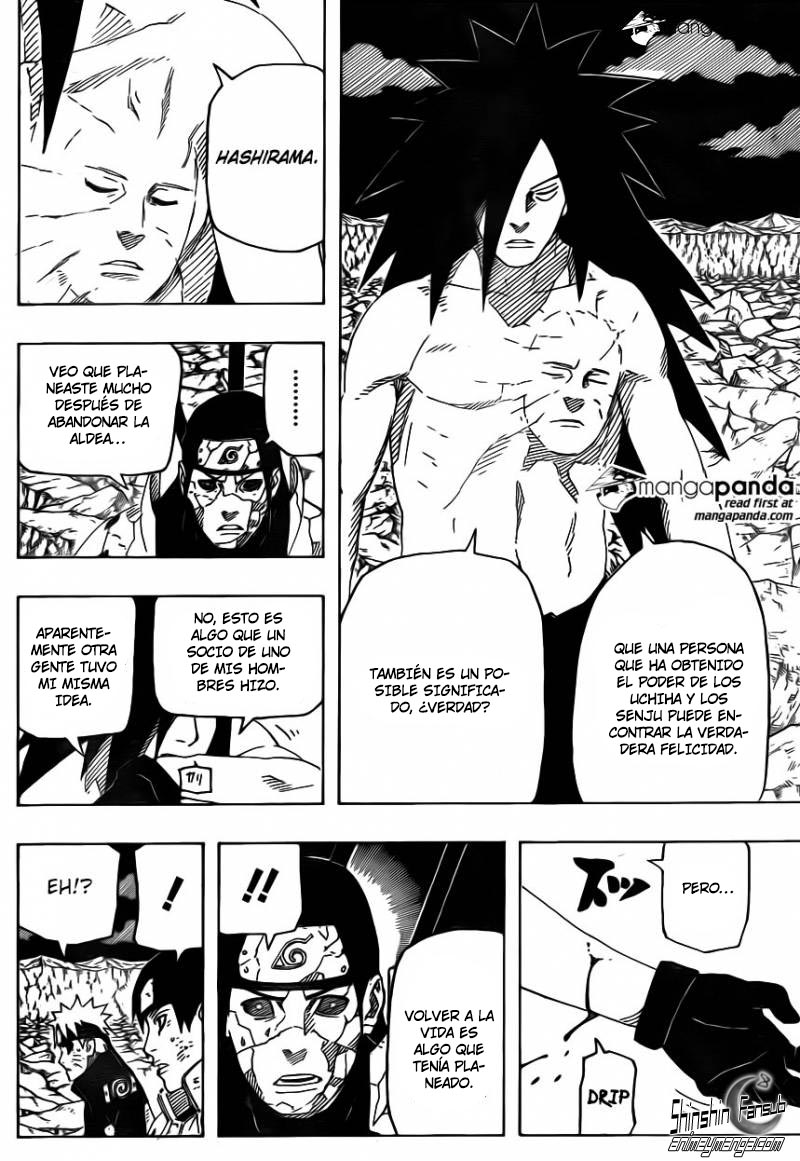 manga
QUE UNA PERSONA
QUE HA OBTENIDO
EL PODER DE LOS
UCHIHA Y LOS
SENJU PUEDE EN-
CONTRAR LA VERDA-
DERA FELICIDAD.
TAMBIÉN ES UN PO-
SIBLE SIGNIFICA-
DO, ¿VERDAD?
mangapanda
read first at
mangapanda.com
HASHIRAMA.
.........
VEO QUE PLA-
NEASTE MUCHO
DESPUÉS DE
ABANDONAR LA
ALDEA...
NO, ESTO ES
ALGO QUE UN
SOCIO DE UNO
DE MIS HOM-
BRES HIZO.
APARENTE-
MENTE OTRA
GENTE TUVO
MI MISMA
IDEA.
PERO...
ズッ
DRIP
VOLVER A LA
VIDA ES
ALGO QUE
TENÍA PLA-
NEADO.
!!
!
EH!?
Shinshin Fansub